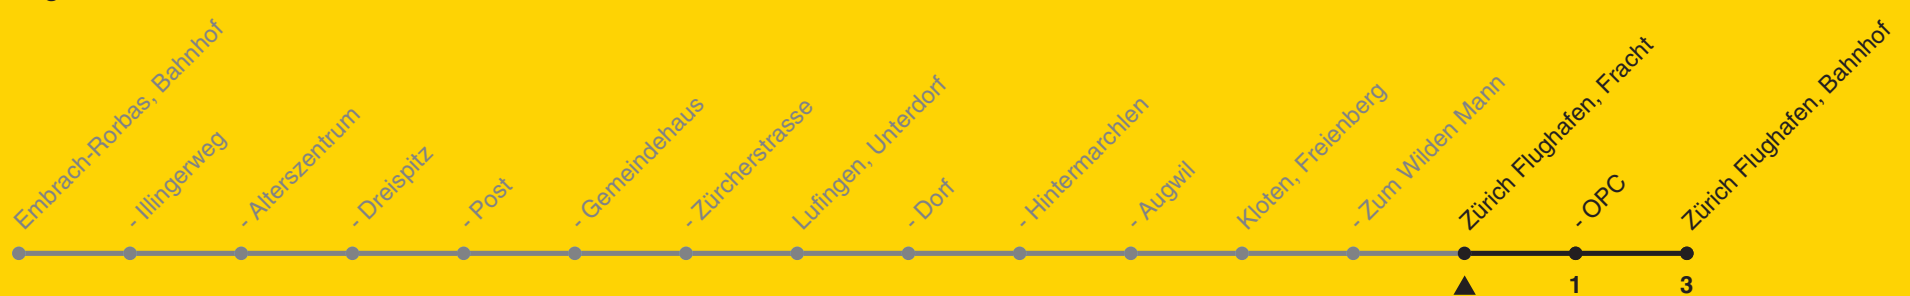 Embrach-Rorbas, Bahnhof
- Illingerweg
- Alterszentrum
- Dreispitz
- Post
- Gemeindehaus
- Zürcherstrasse
Lufingen, Unterdorf
- Dorf
- Hintermarchlen
- Augwil
Kloten, Freienberg
- Zum Wilden Mann
Zürich Flughafen, Fracht
- OPC
Zürich Flughafen, Bahnhof
1
3